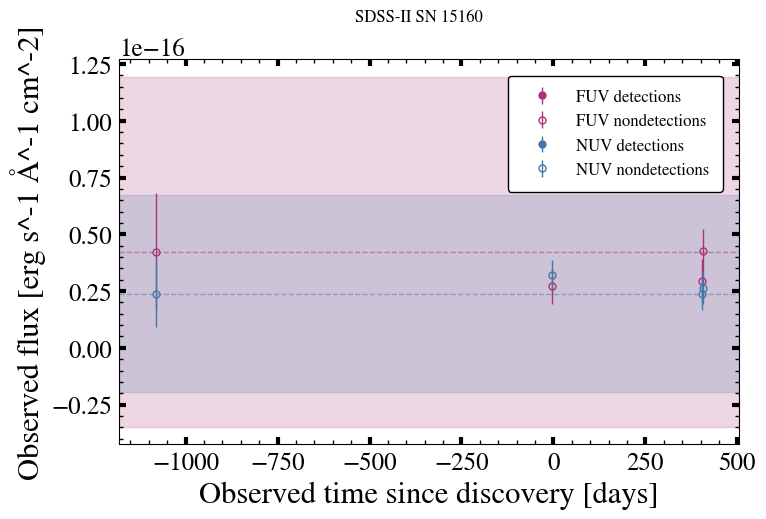 SDSS-II SN 15160
1e−16
Observed flux [erg s^-1 Å^-1 cm^-2]
1.25
1.00
0.75
0.50
0.25
0.00
−0.25
FUV detections
FUV nondetections
NUV detections
NUV nondetections
−1000 −750 −500 −250 0 250 500
Observed time since discovery [days]